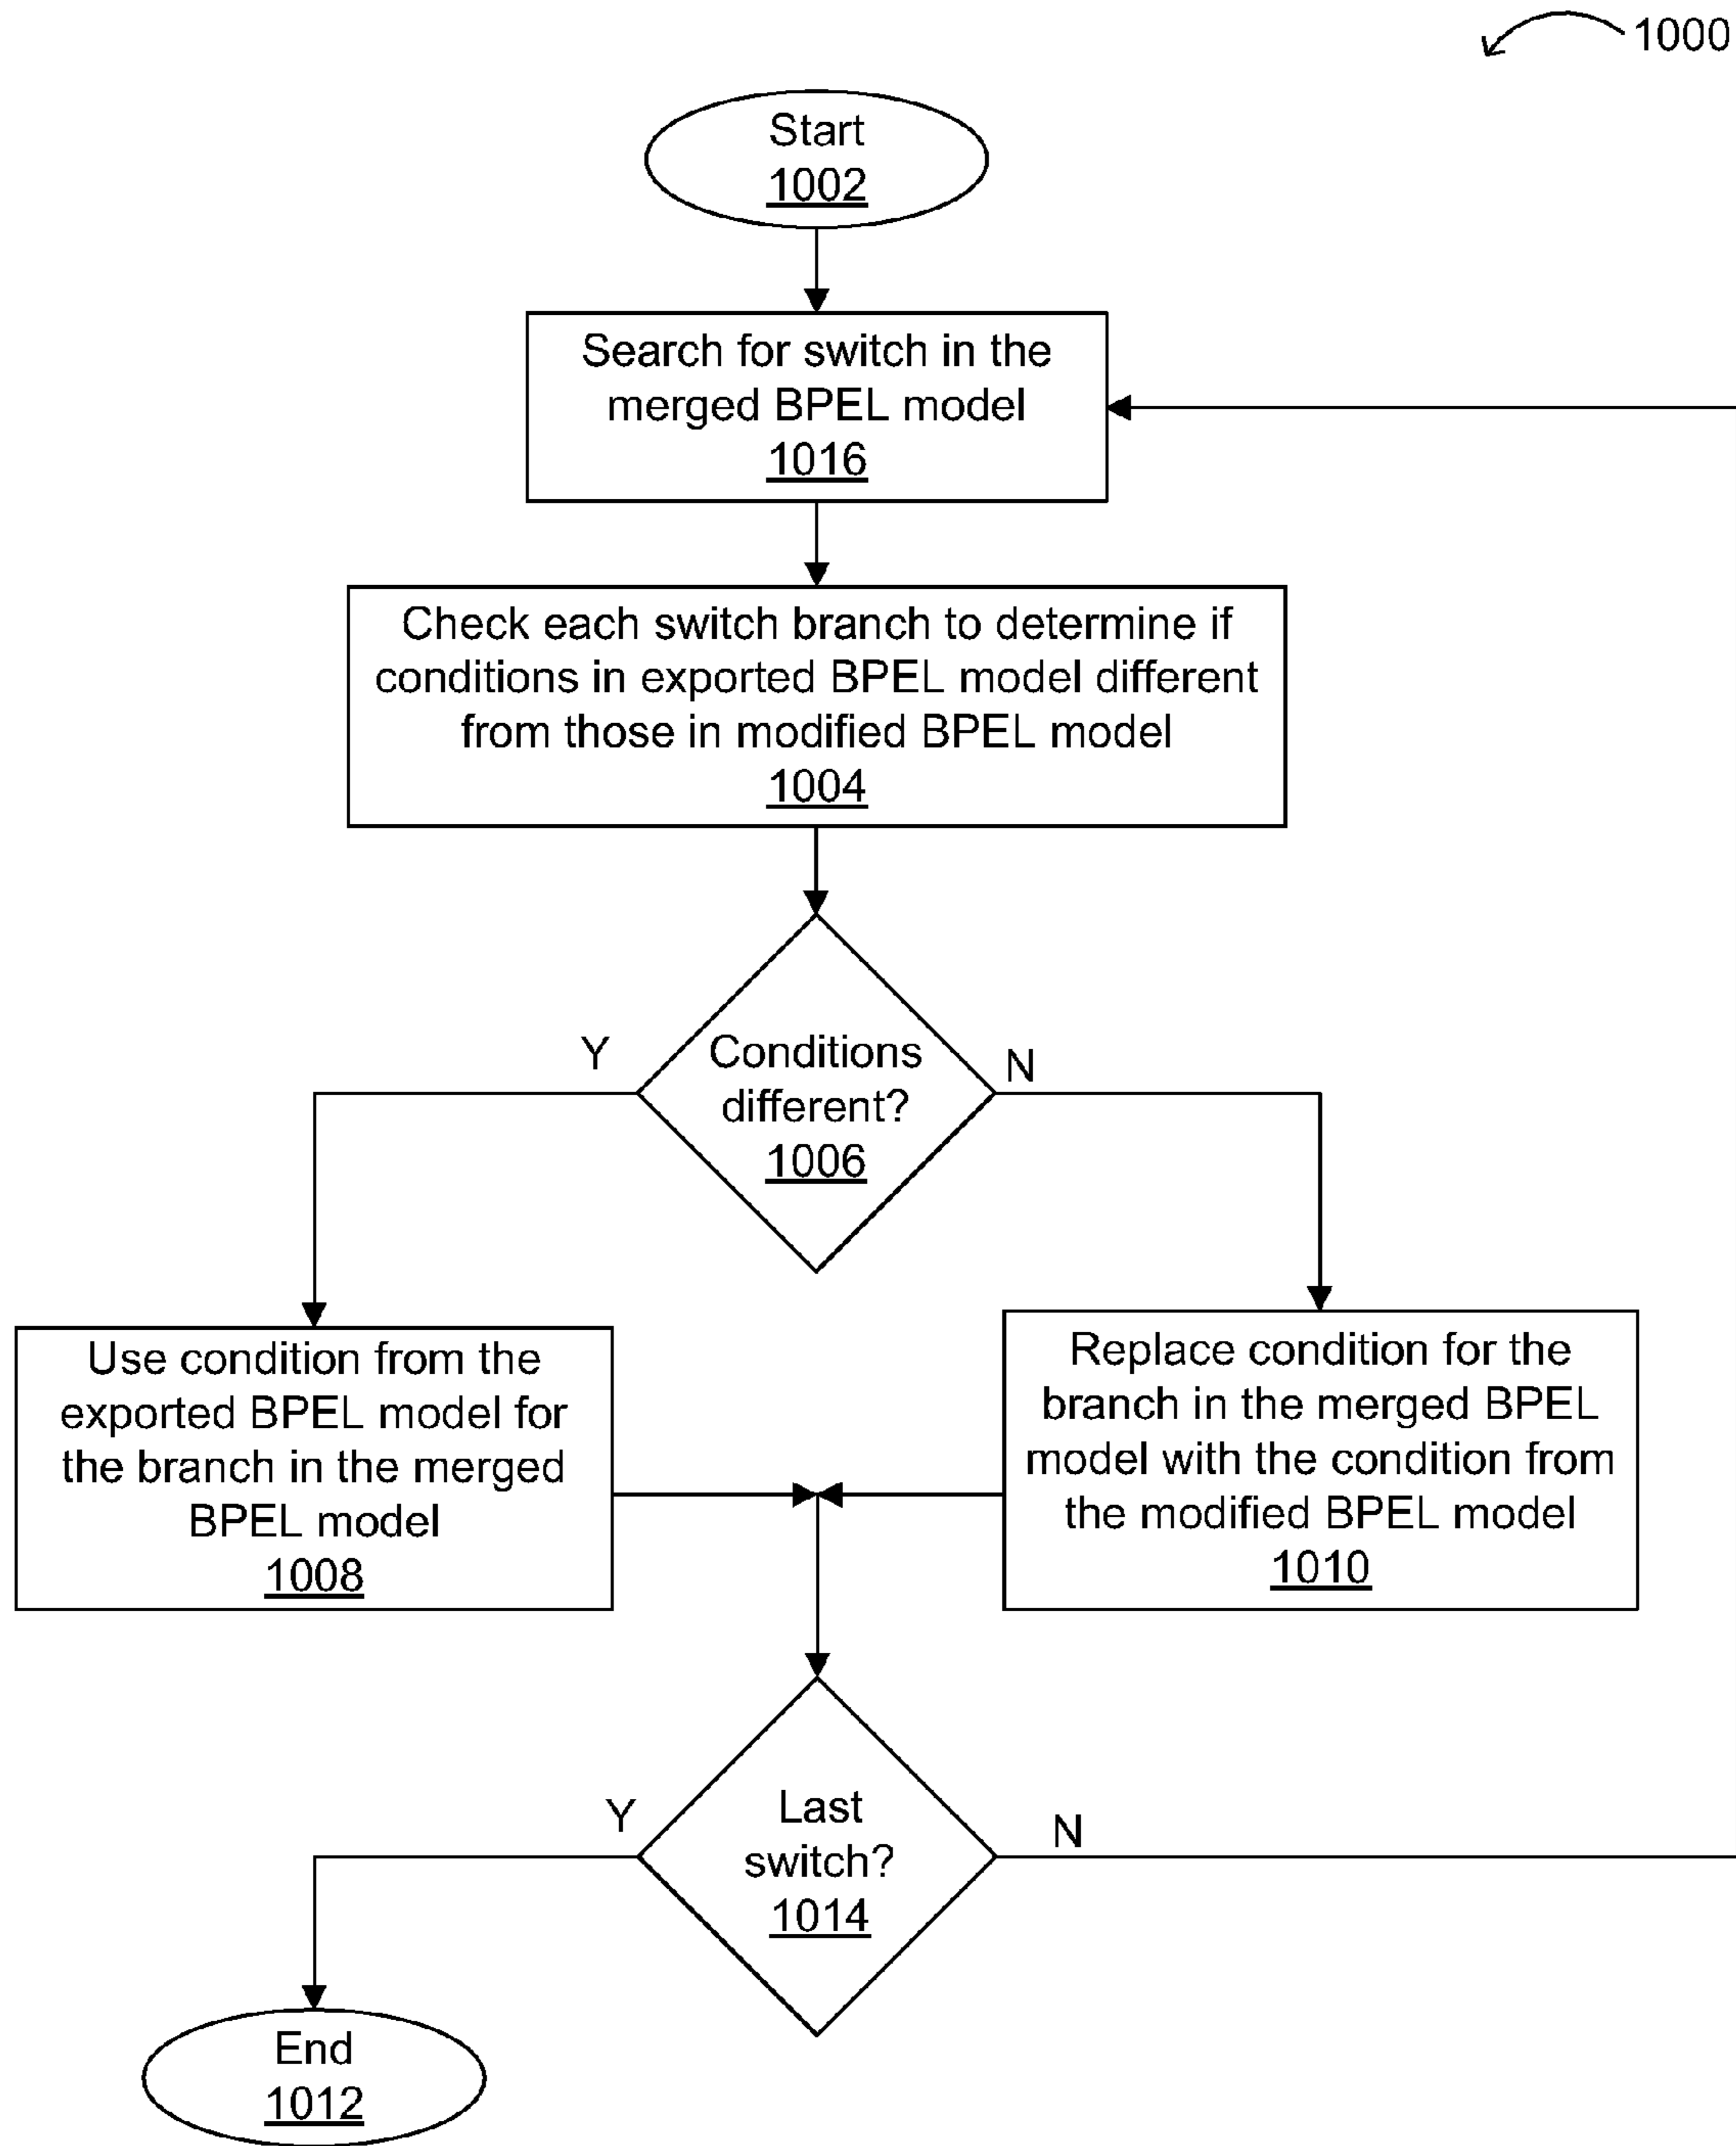 1000
Start
1002
Search for switch in the
merged BPEL model
1016
Check each switch branch to determine if
conditions in exported BPEL model different
from those in modified BPEL model
1004
Conditions
different?
1006
Y
N
Use condition from the
exported BPEL model for
the branch in the merged
BPEL model
1008
Replace condition for the
branch in the merged BPEL
model with the condition from
the modified BPEL model
1010
Last
switch?
1014
Y
N
End
1012